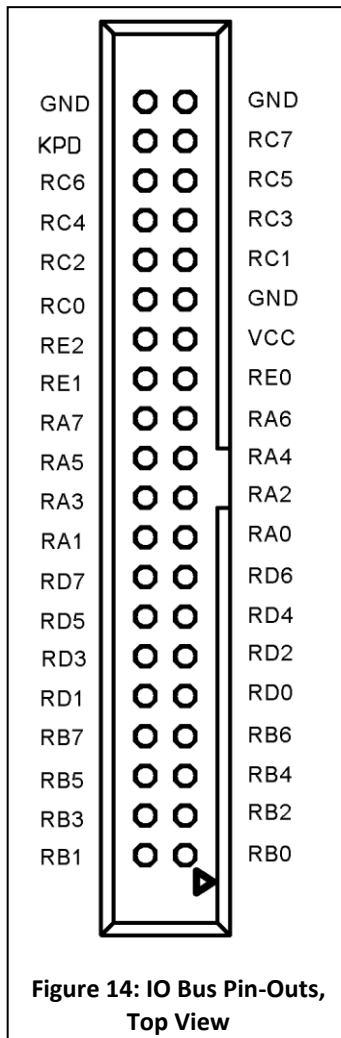 GND GND
KPD RC7
RC6 RC5
RC4 RC3
RC2 RC1
RC0 GND
RE2 VCC
RE1 RE0
RA7 RA6
RA5 RA4
RA3 RA2
RA1 RA0
RD7 RD6
RD5 RD4
RD3 RD2
RD1 RD0
RB7 RB6
RB5 RB4
RB3 RB2
RB1 RB0
Figure 14: IO Bus Pin-Outs,
Top View